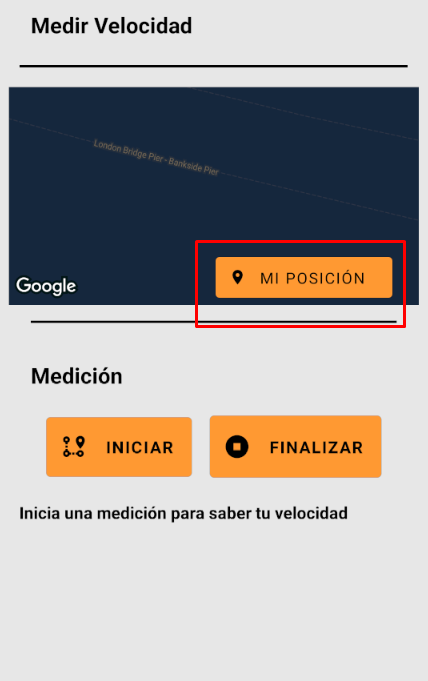 Medir Velocidad
London Bridge Pier - Bankside Pier
Google
MI POSICIÓN
Medición
INICIAR
FINALIZAR
Inicia una medición para saber tu velocidad